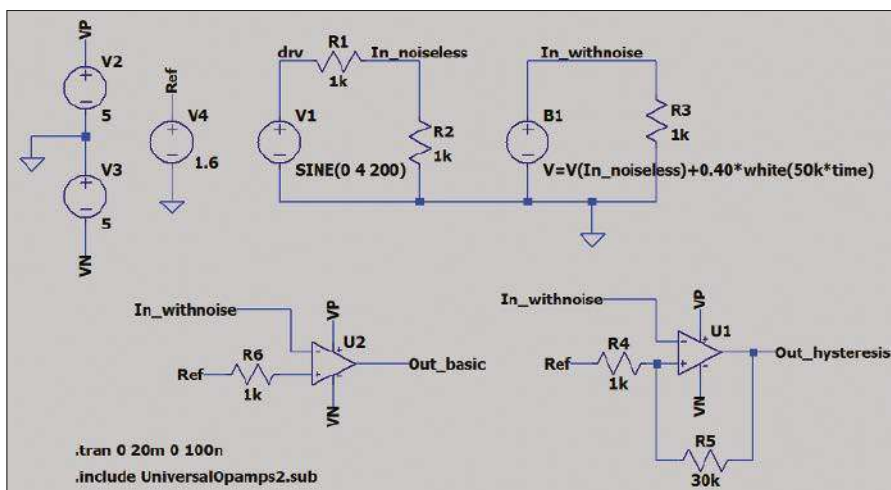 VP
V2
5
V3
5
VN
Ref
V4
1.6
drv
R1
1k
In_noiseless
V1
SINE(0 4 200)
R2
1k
In_withnoise
B1
V=V(In_noiseless)+0.40*white(50k*time)
R3
1k
In_withnoise
VP
U2
Ref
R6
1k
VN
Out_basic
In_withnoise
VP
U1
Ref
R4
1k
VN
Out_hysteresis
R5
30k
.tran 0 20m 0 100n
.include UniversalOpamps2.sub